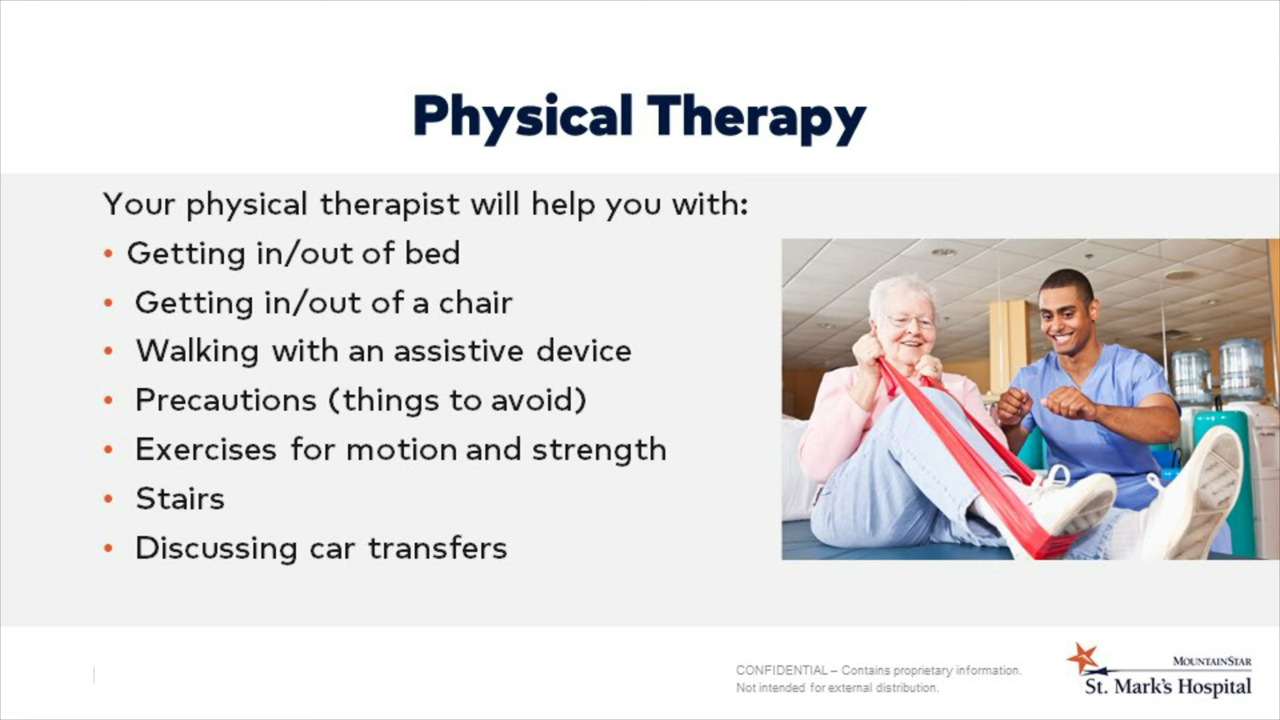 Physical Therapy
Your physical therapist will help you with:
• Getting in/out of bed
• Getting in/out of a chair
• Walking with an assistive device
• Precautions (things to avoid)
• Exercises for motion and strength
• Stairs
• Discussing car transfers
CONFIDENTIAL – Contains proprietary information.
Not intended for external distribution.
MOUNTAINSTAR
St. Mark's Hospital